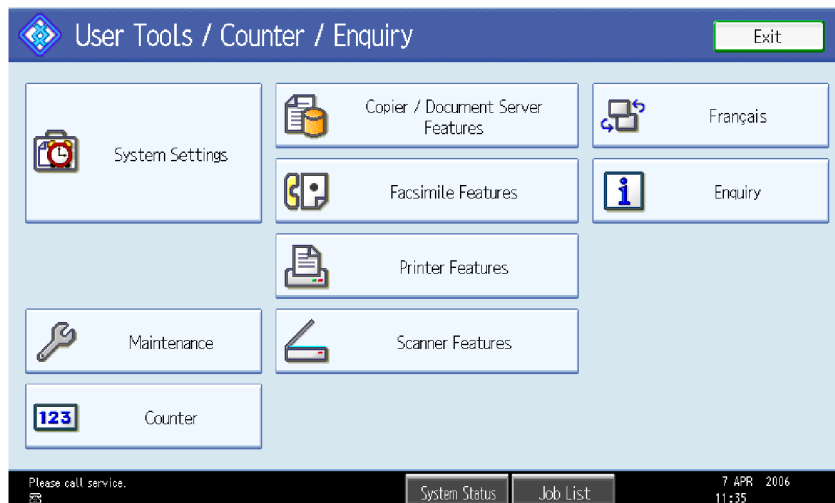 User Tools / Counter / Enquiry
Exit
System Settings
Copier / Document Server
Features
Français
Facsimile Features
Enquiry
Printer Features
Maintenance
Scanner Features
123
Counter
Please call service.
System Status
Job List
7 APR 2006
11:35